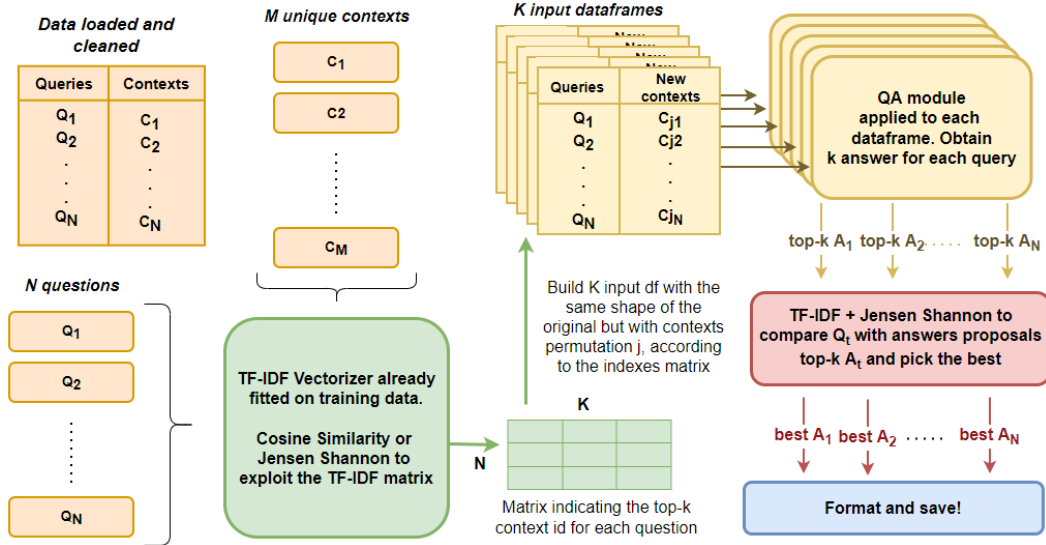 Data loaded and
cleaned
Queries Contexts
Q1 C1
Q2 C2
. .
. .
. .
QN CN
M unique contexts
C1
C2
......
CM
N questions
Q1
Q2
......
QN
TF-IDF Vectorizer already
fitted on training data.
Cosine Similarity or
Jensen Shannon to
exploit the TF-IDF matrix
K
N
Matrix indicating the top-k
context id for each question
Build K input df with the
same shape of the
original but with contexts
permutation j, according
to the indexes matrix
K input dataframes
New
New
New
New
Queries New
contexts
Q1 Cj1
Q2 Cj2
. .
. .
. .
QN CjN
QA module
applied to each
dataframe. Obtain
k answer for each query
top-k A1 top-k A2 ..... top-k AN
TF-IDF + Jensen Shannon to
compare Qt with answers proposals
top-k At and pick the best
best A1 best A2 ..... best AN
Format and save!